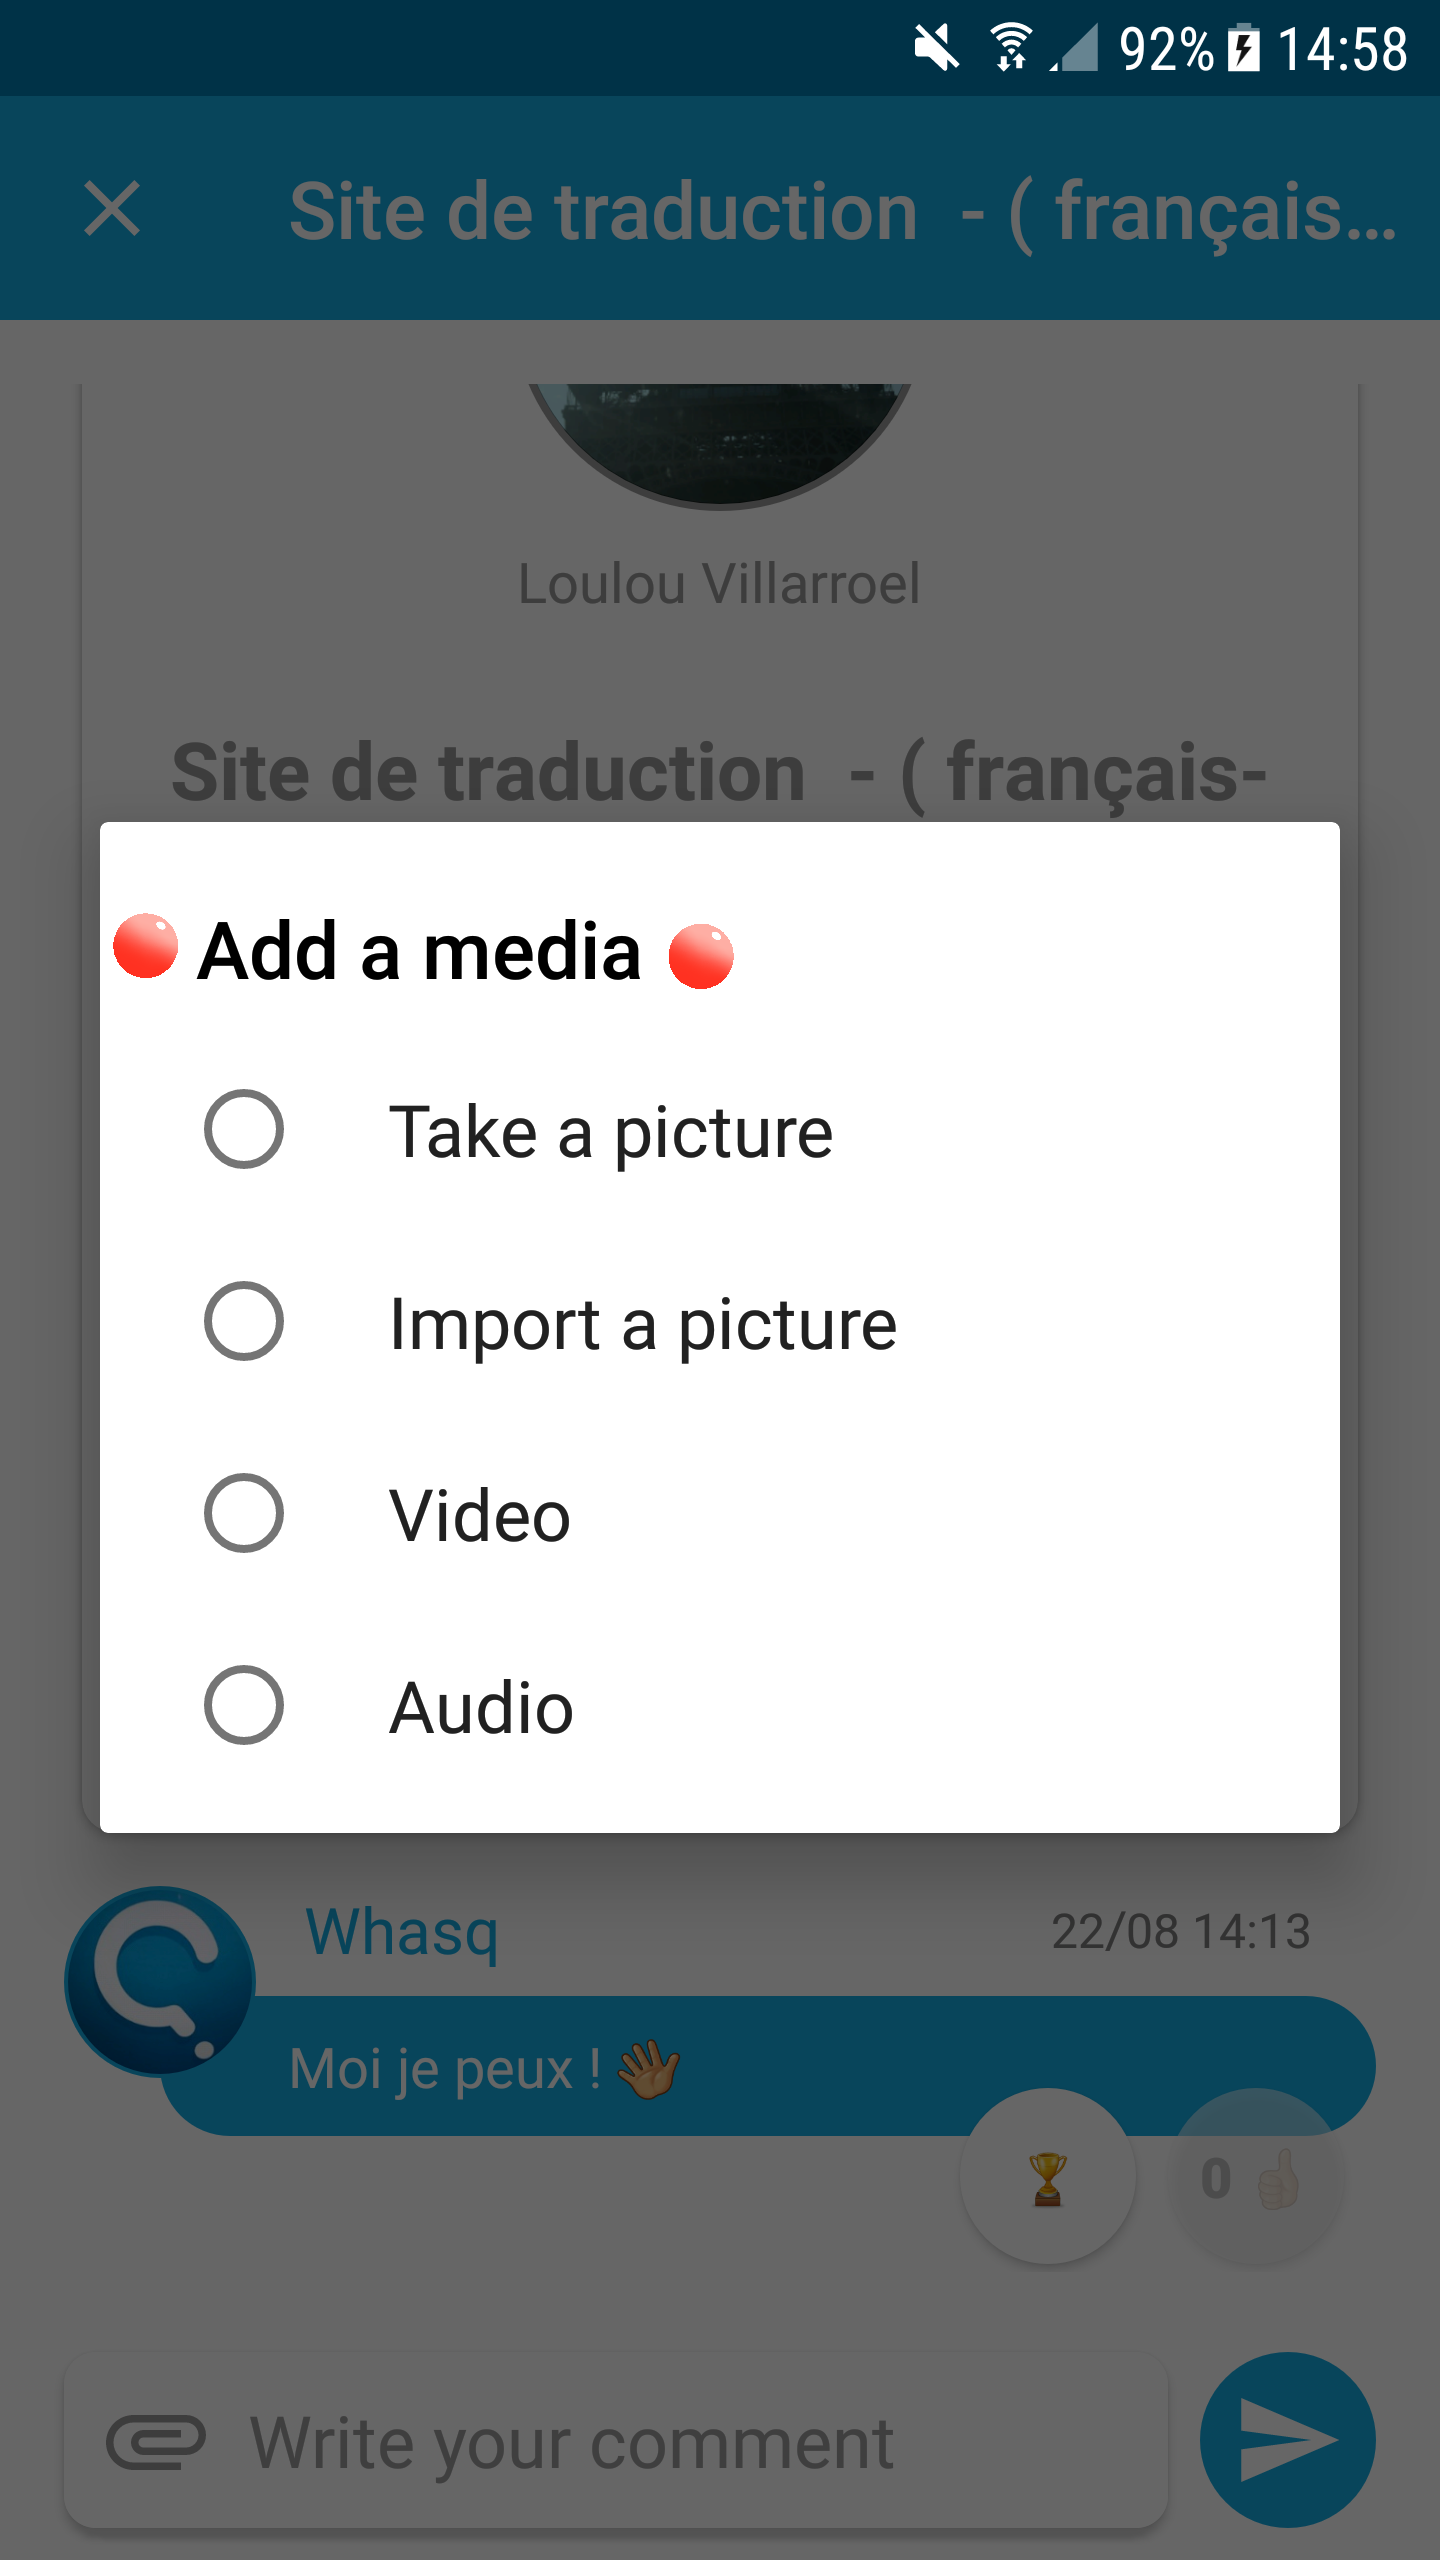 92% 14:58
Site de traduction - ( français...
Loulou Villarroel
Site de traduction - ( français-
Add a media
Take a picture
Import a picture
Video
Audio
Whasq
22/08 14:13
Moi je peux ! 👋
0
Write your comment